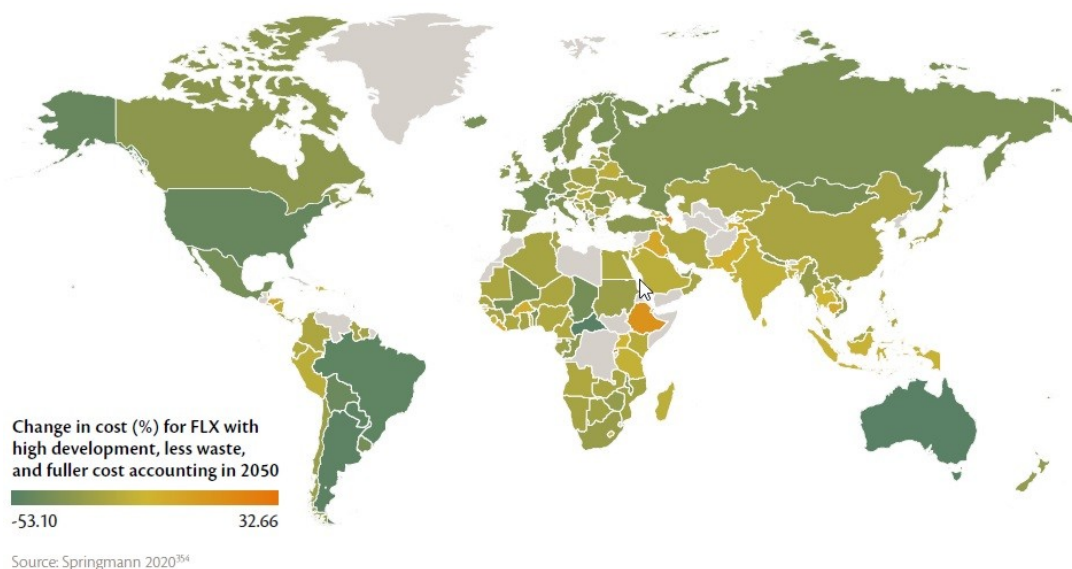 Change in cost (%) for FLX with
high development, less waste,
and fuller cost accounting in 2050
-53.10 32.66
Source: Springmann 2020³⁵⁴